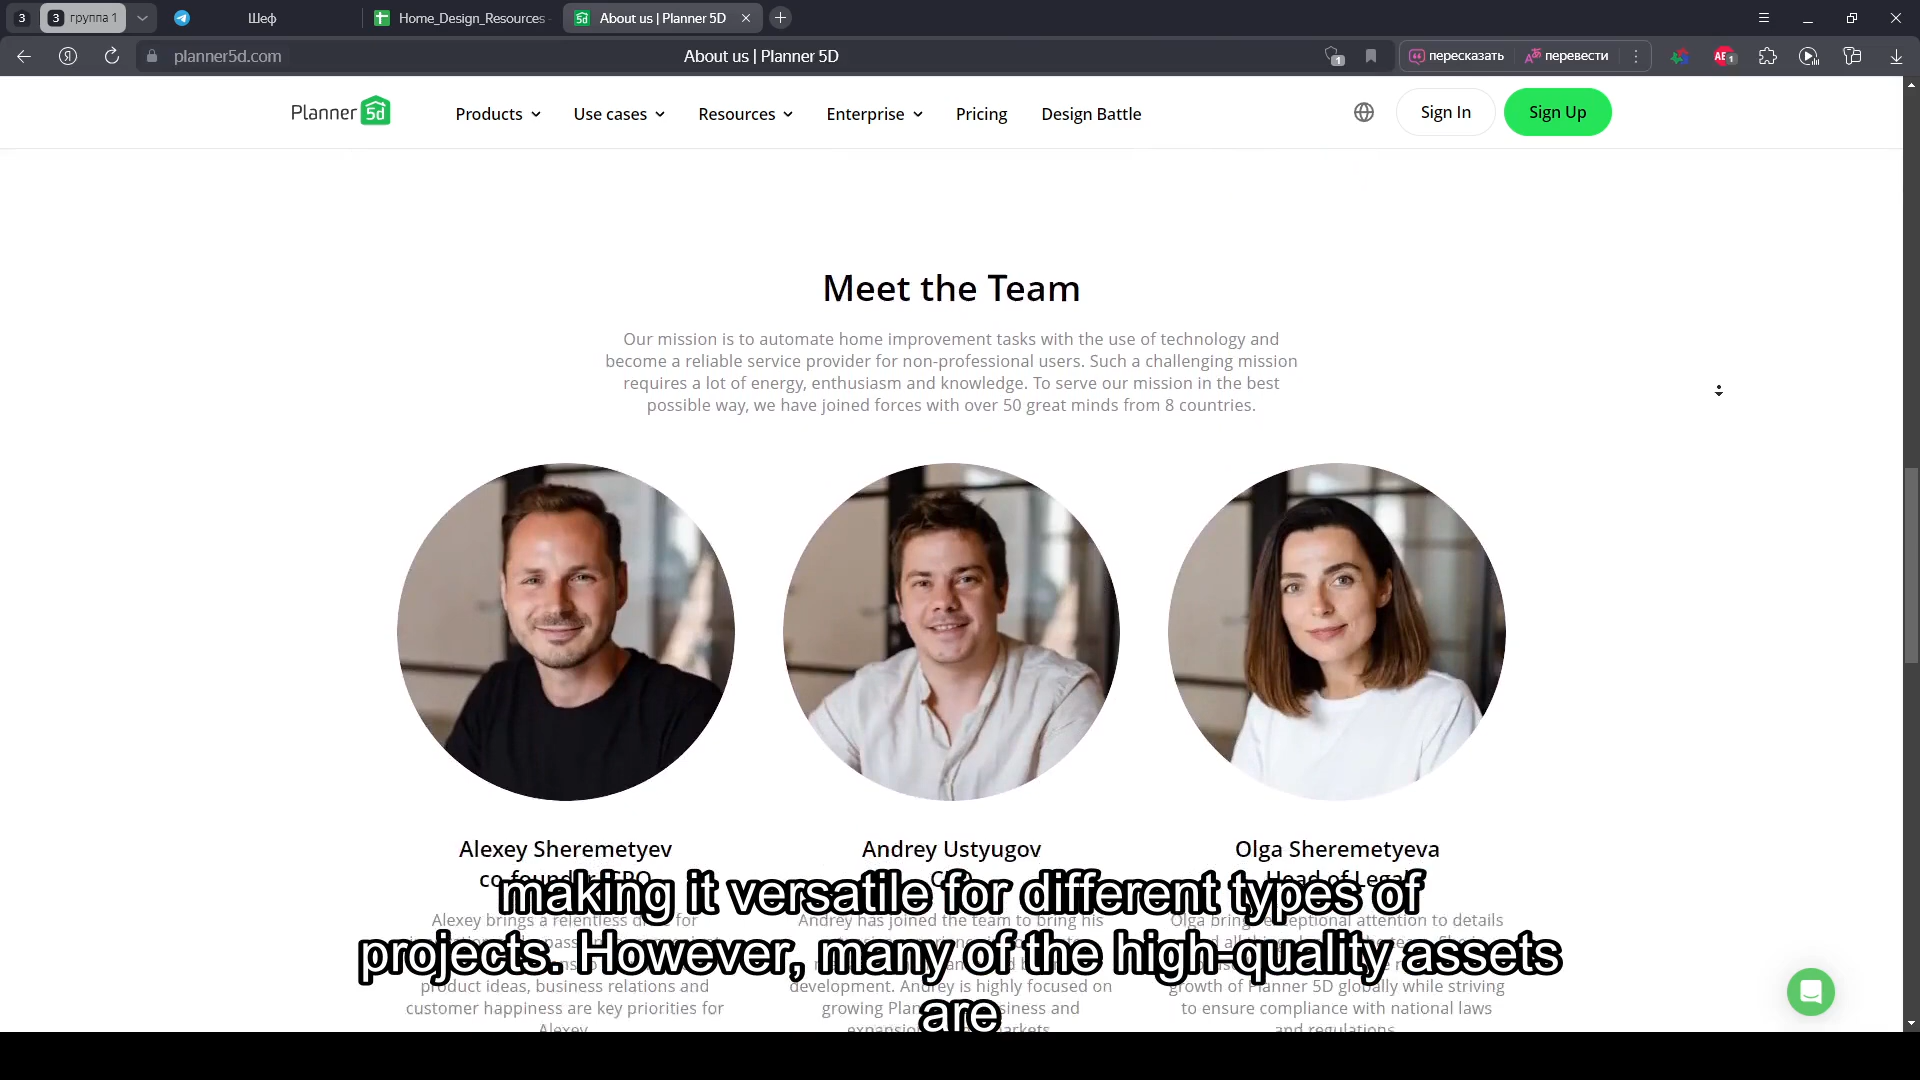 3
3 группа 1
Шеф
Home_Design_Resources
About us | Planner 5D
planner5d.com
About us | Planner 5D
1
пересказать
перевести
1
Planner 5d
Products
Use cases
Resources
Enterprise
Pricing
Design Battle
Sign In
Sign Up
Meet the Team
Our mission is to automate home improvement tasks with the use of technology and
become a reliable service provider for non-professional users. Such a challenging mission
requires a lot of energy, enthusiasm and knowledge. To serve our mission in the best
possible way, we have joined forces with over 50 great minds from 8 countries.
Alexey Sheremetyev
Andrey Ustyugov
Olga Sheremetyeva
Head of Legal
making it versatile for different types of
projects. However, many of the high-quality assets
are
Alexey brings a relentless
for
product ideas, business relations and
customer happiness are key priorities for
Alexey
Andrey has joined the team to bring his
development. Andrey is highly focused on
growing
and
Olga
exceptional attention to details
growth of Planner 5D globally while striving
to ensure compliance with national laws
and regulations